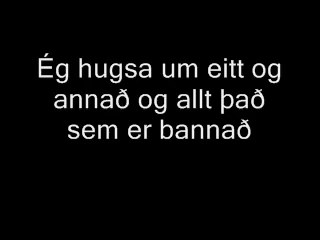 Ég hugsa um eitt og
annað og allt það
sem er bannað